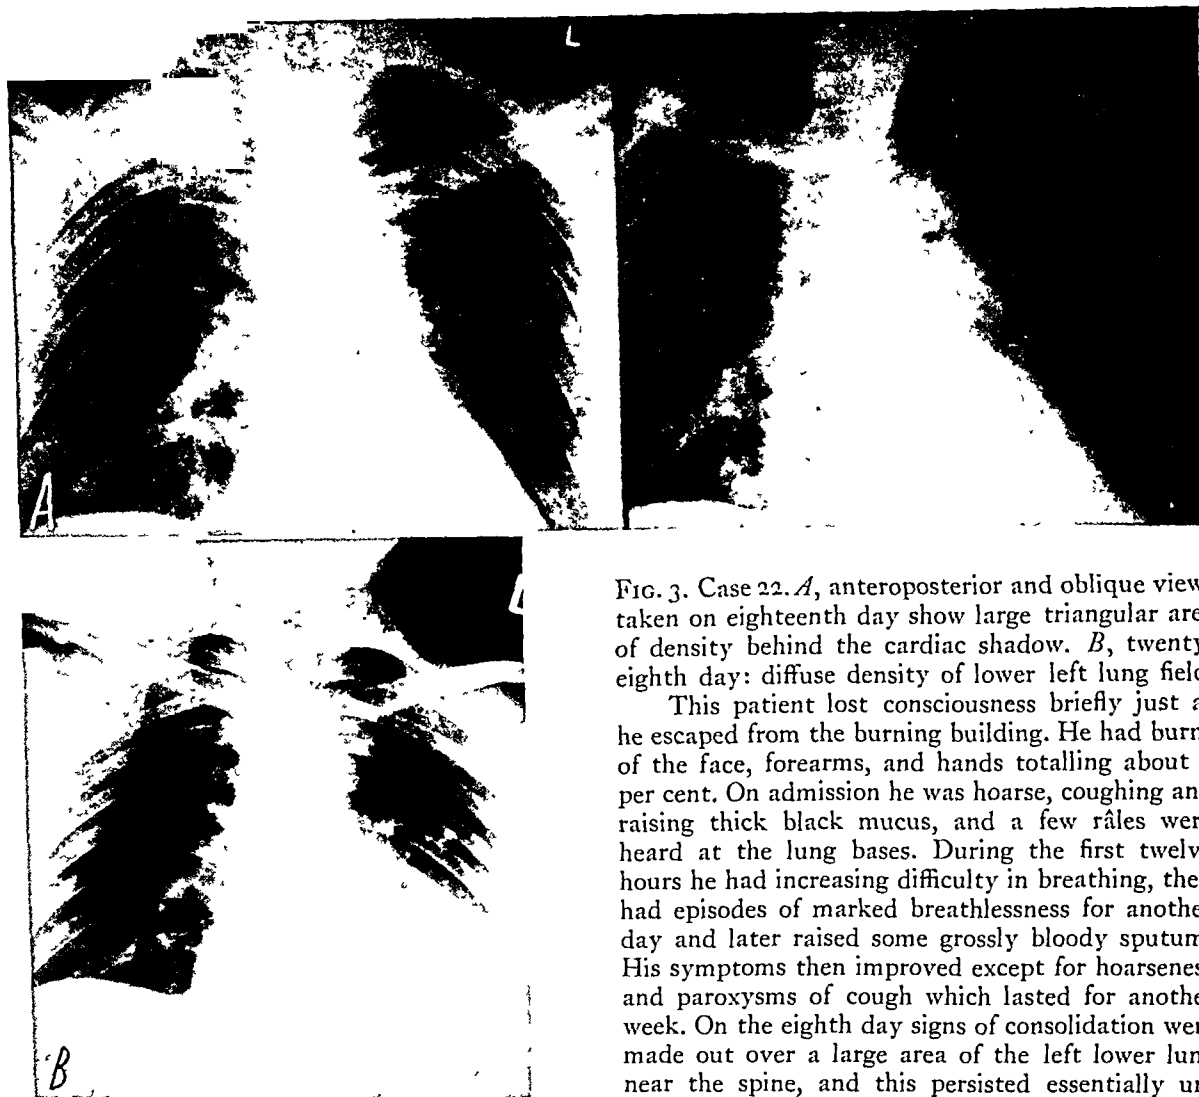 L
A
B
FIG. 3. Case 22. A, anteroposterior and oblique view
taken on eighteenth day show large triangular are
of density behind the cardiac shadow. B, twenty
eighth day: diffuse density of lower left lung field
This patient lost consciousness briefly just a
he escaped from the burning building. He had burn
of the face, forearms, and hands totalling about
per cent. On admission he was hoarse, coughing an
raising thick black mucus, and a few râles wer
heard at the lung bases. During the first twelv
hours he had increasing difficulty in breathing, the
had episodes of marked breathlessness for anothe
day and later raised some grossly bloody sputum
His symptoms then improved except for hoarsenes
and paroxysms of cough which lasted for anothe
week. On the eighth day signs of consolidation wer
made out over a large area of the left lower lun
near the spine, and this persisted essentially un